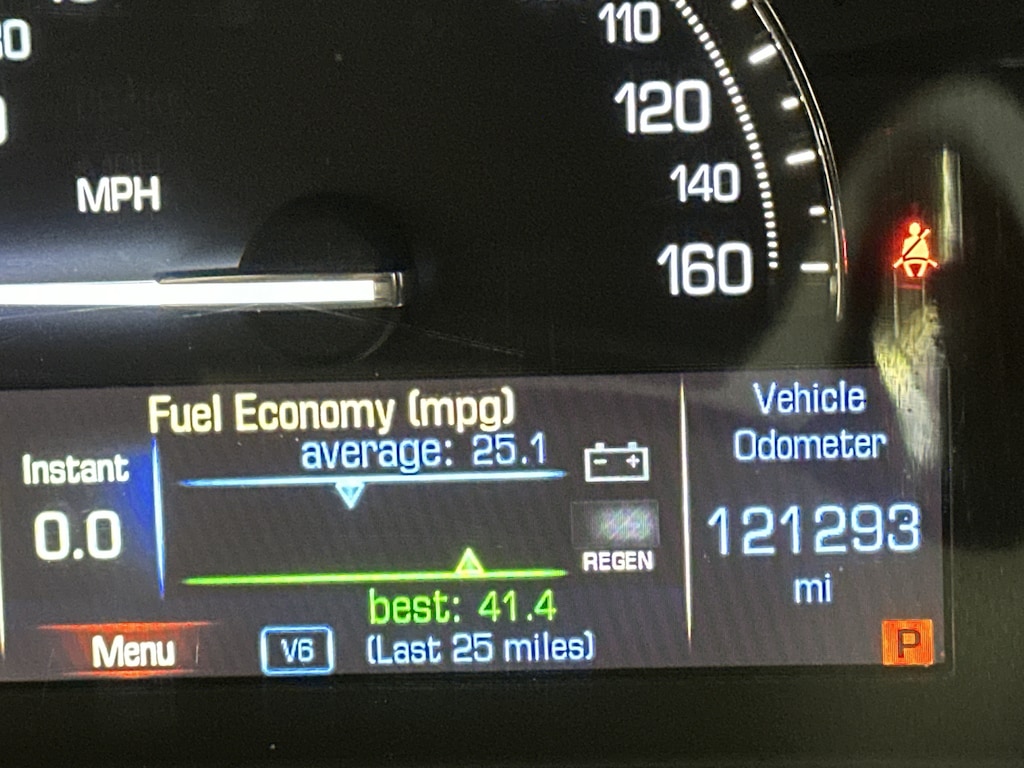 110
120
MPH
140
160
Fuel Economy (mpg)
average: 25.1
Instant
0.0
- +
REGEN
best: 41.4
(Last 25 miles)
Menu
V6
Vehicle
Odometer
121293
mi
P